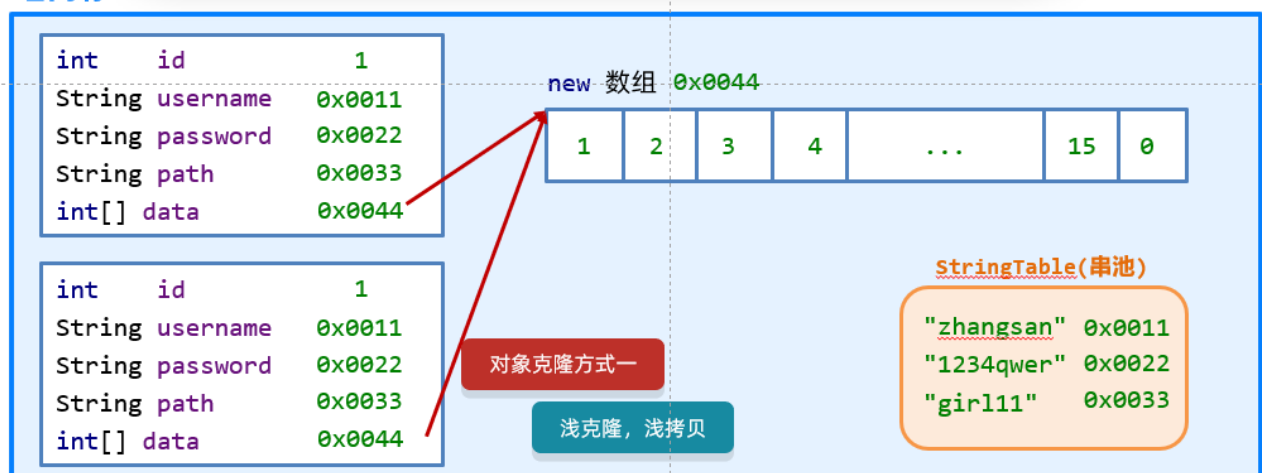 int id 1
String username 0x0011
String password 0x0022
String path 0x0033
int[] data 0x0044
new 数组 0x0044
1 2 3 4 ... 15 0
int id 1
String username 0x0011
String password 0x0022
String path 0x0033
int[] data 0x0044
对象克隆方式一
浅克隆，浅拷贝
StringTable(串池)
"zhangsan" 0x0011
"1234qwer" 0x0022
"girl11" 0x0033